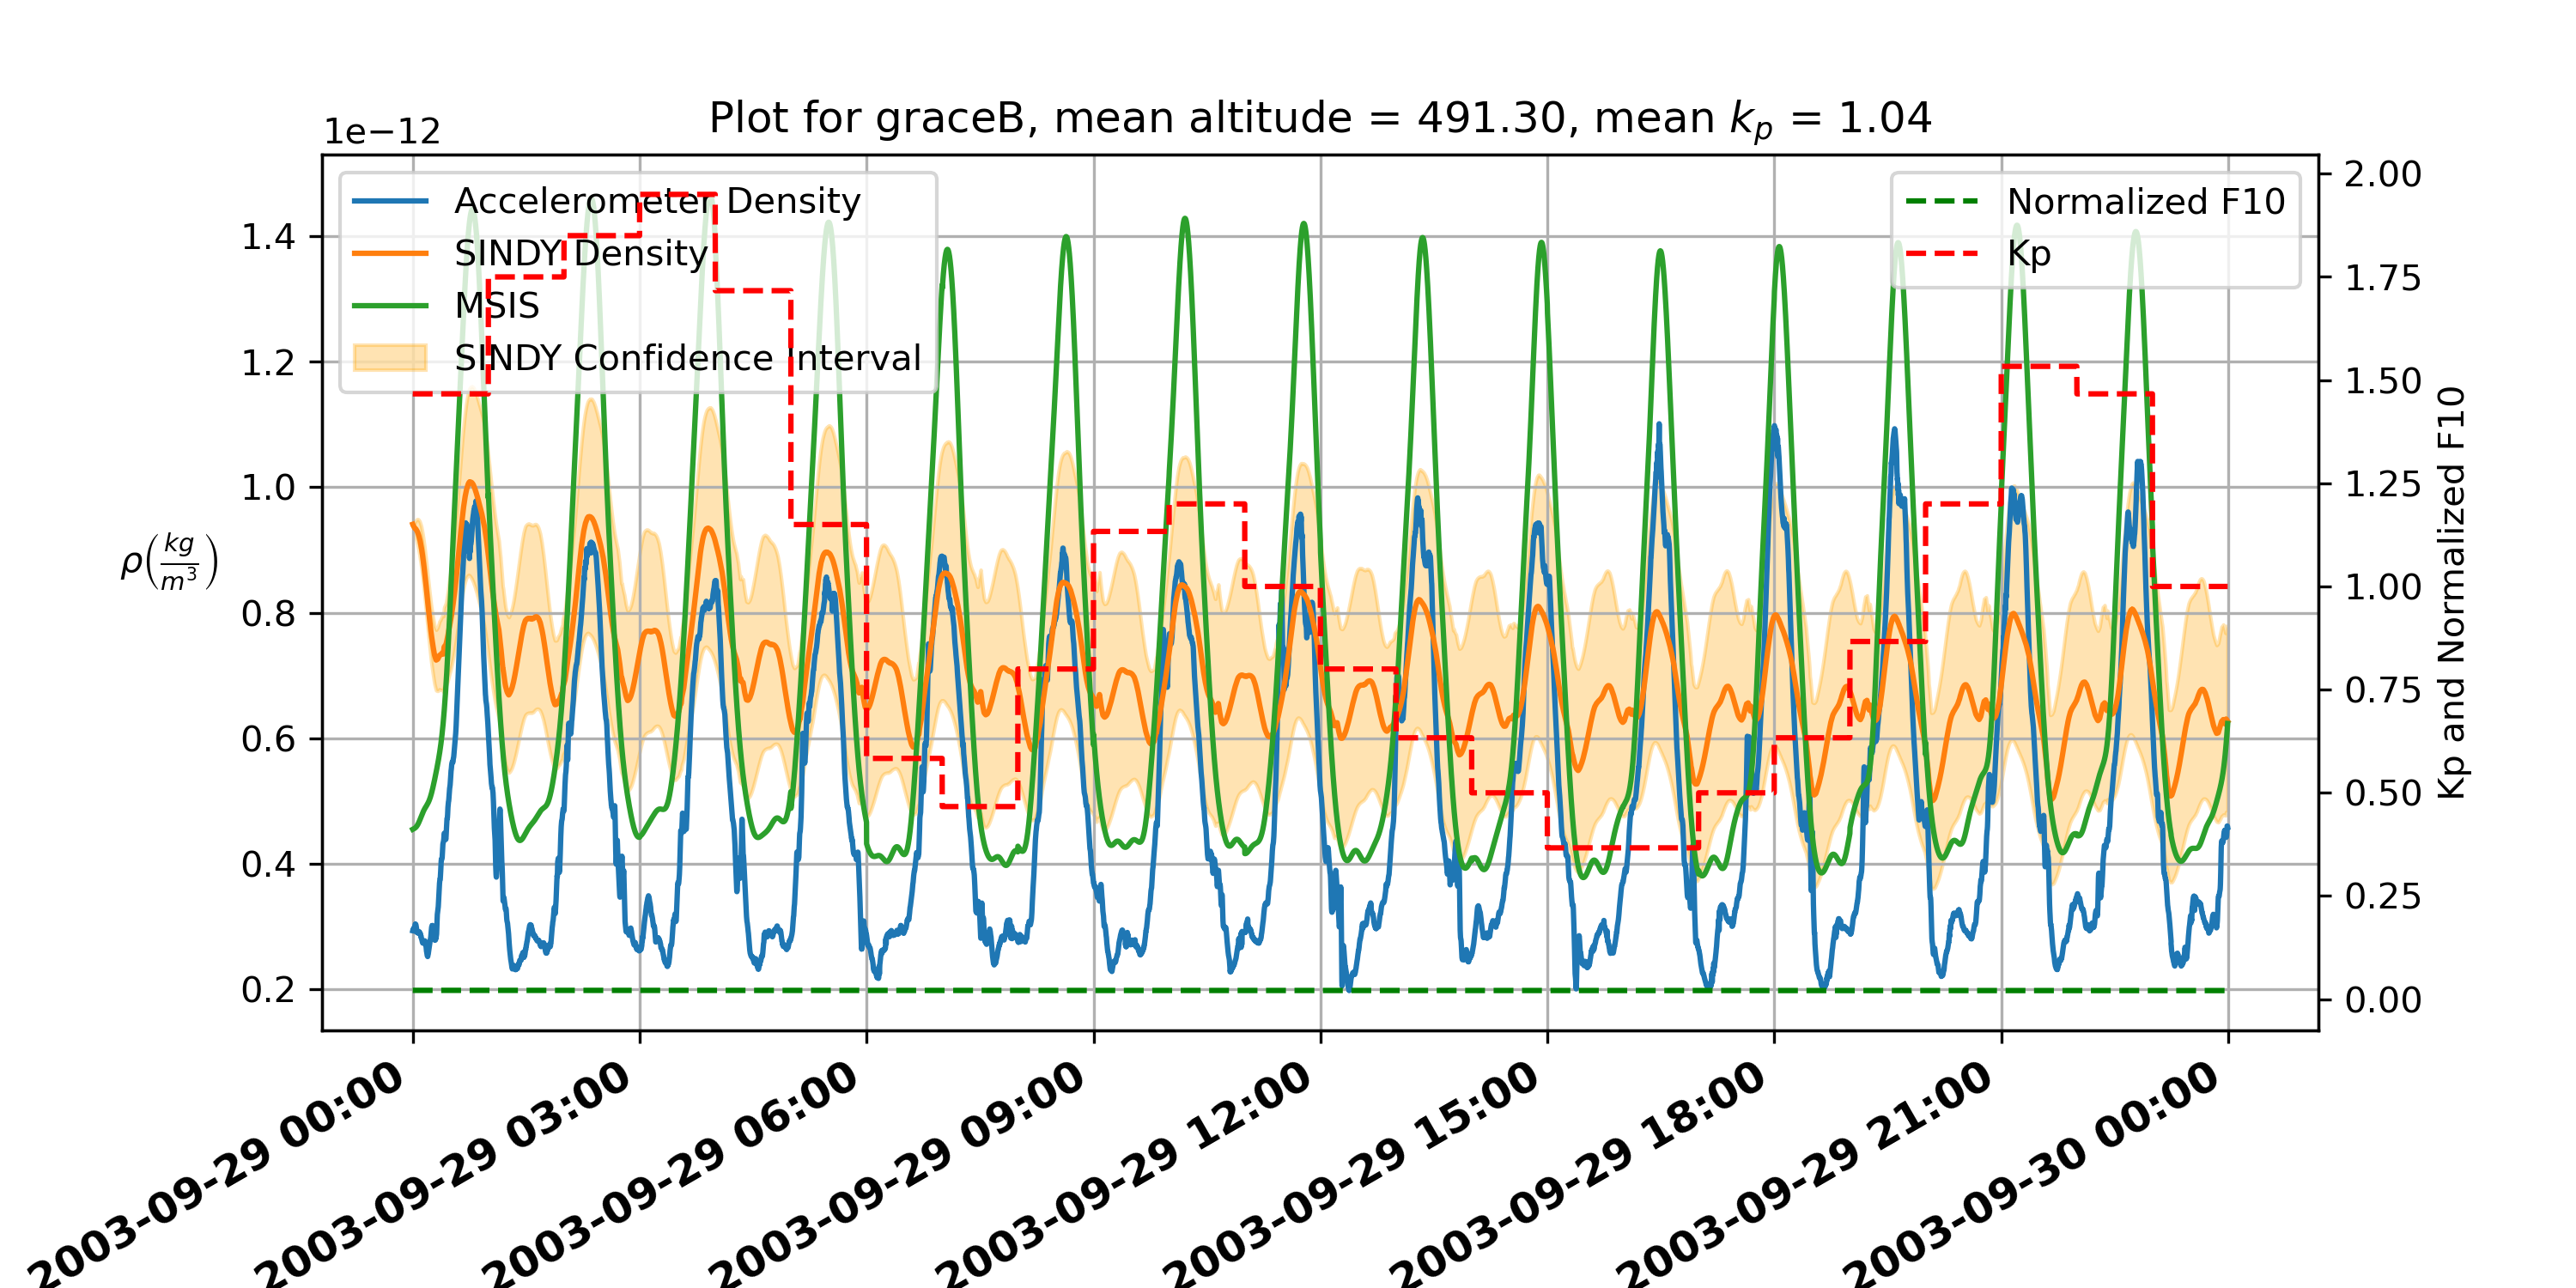 Plot for graceB, mean altitude = 491.30, mean kₚ = 1.04
1e−12
Accelerometer Density
SINDY Density
MSIS
SINDY Confidence Interval
Normalized F10
Kp
1.4
1.2
1.0
0.8
0.6
0.4
0.2
ρ(kg/m³)
2.00
1.75
1.50
1.25
1.00
0.75
0.50
0.25
0.00
Kp and Normalized F10
2003-09-29 00:00
2003-09-29 03:00
2003-09-29 06:00
2003-09-29 09:00
2003-09-29 12:00
2003-09-29 15:00
2003-09-29 18:00
2003-09-29 21:00
2003-09-30 00:00